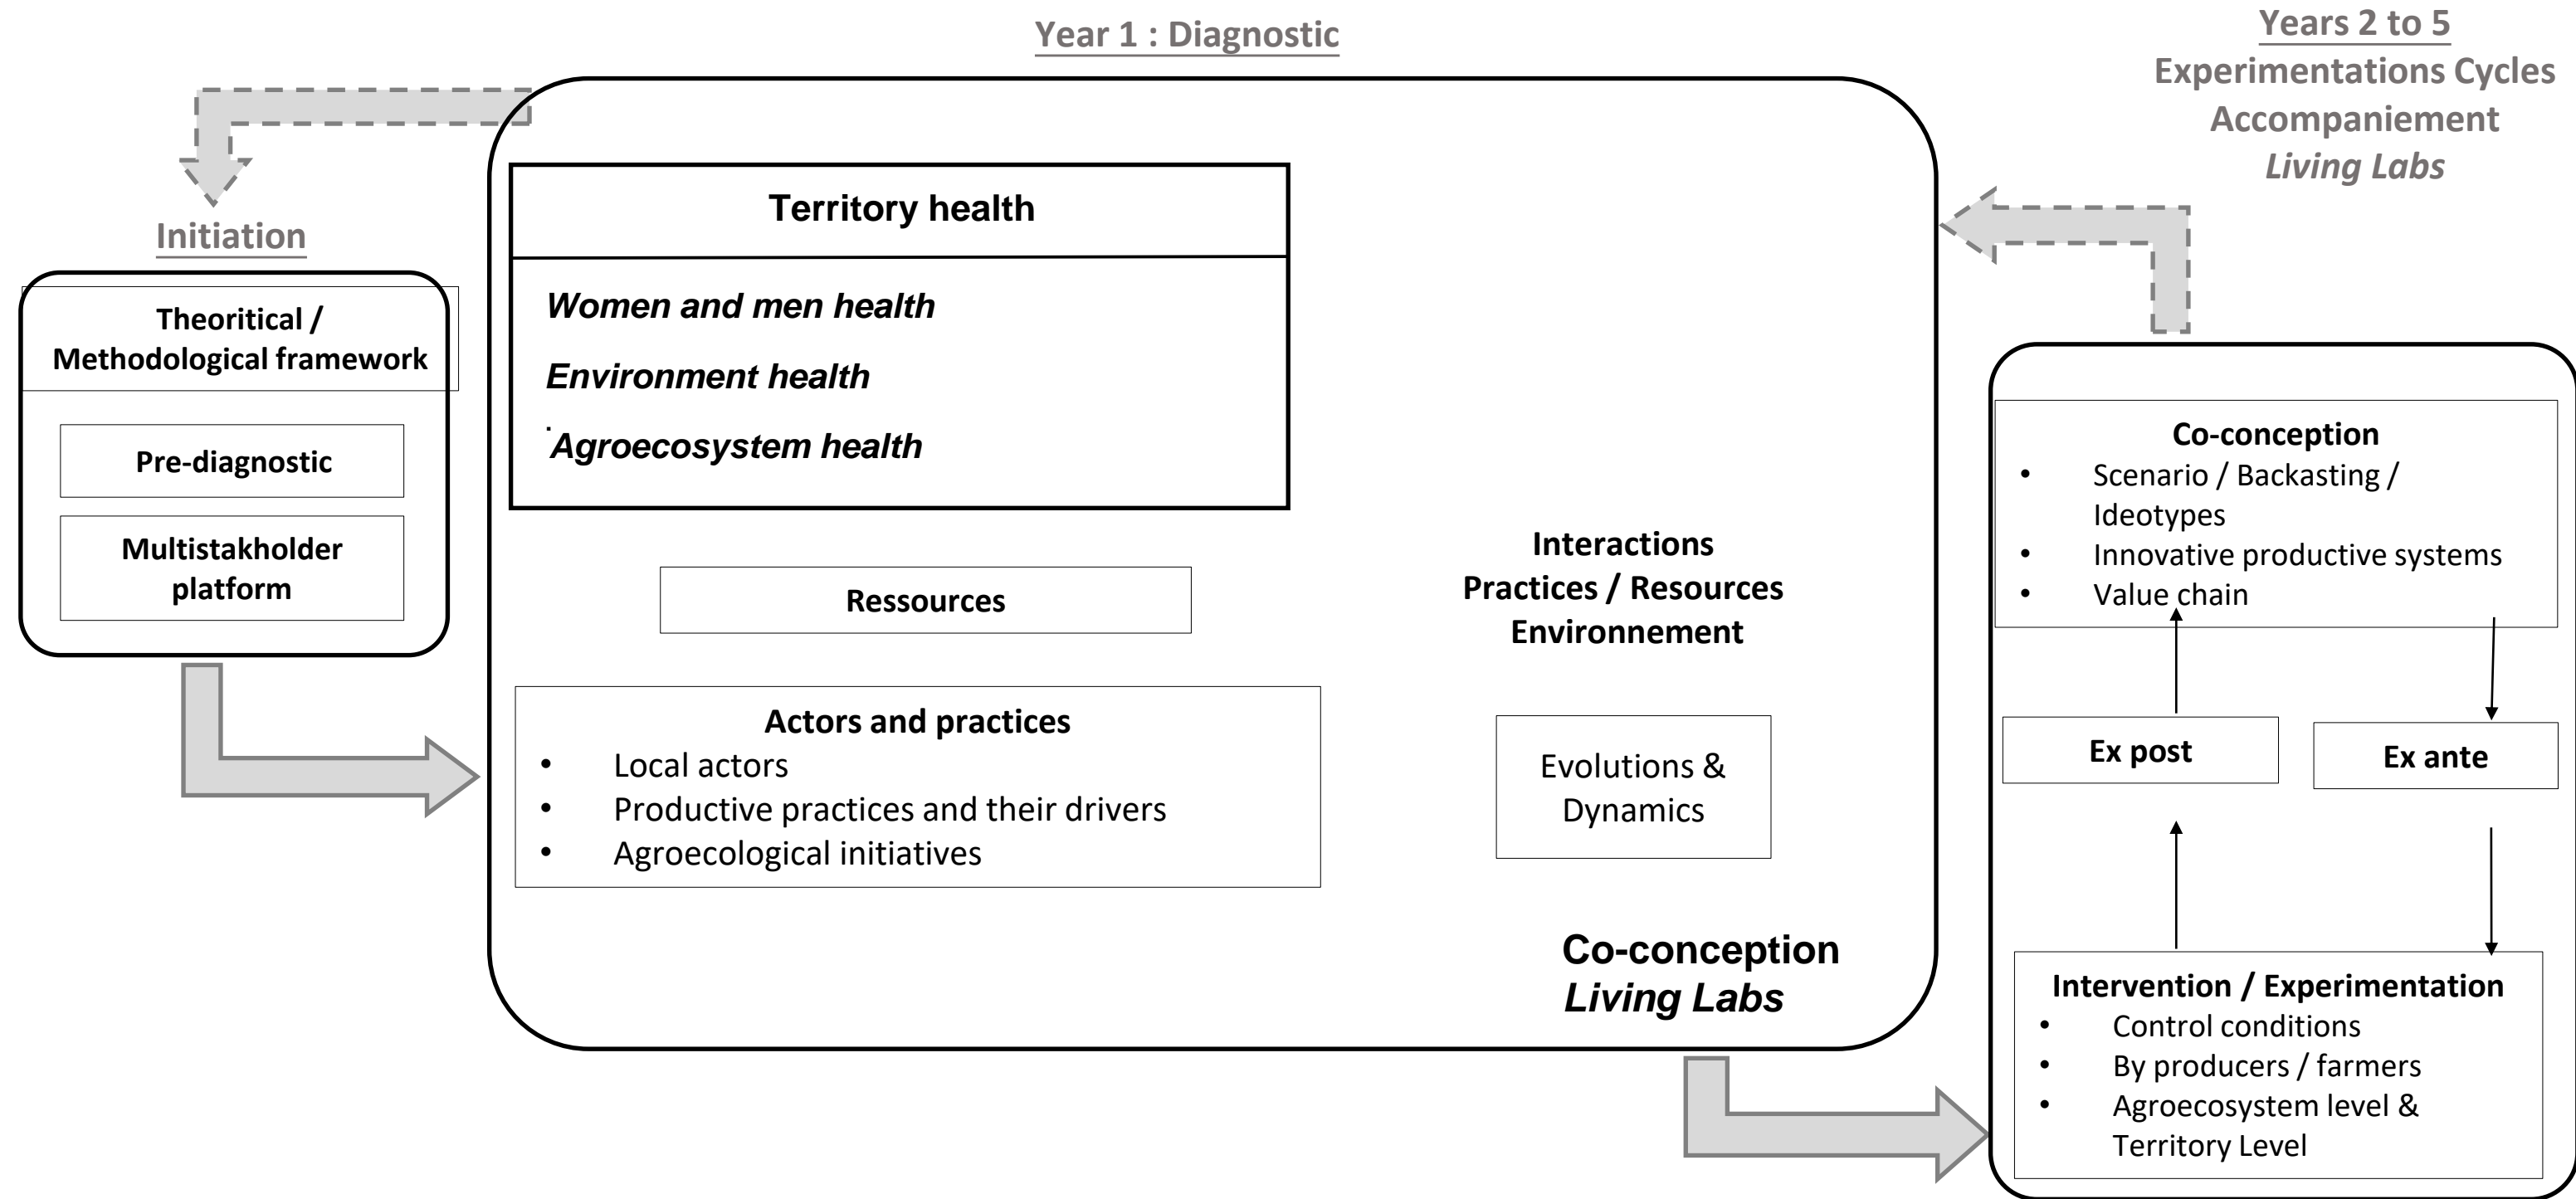 Year 1 : Diagnostic
Years 2 to 5
Experimentations Cycles
Accompaniement
Living Labs
Initiation
Theoritical /
Methodological framework
Pre-diagnostic
Multistakholder
platform
Territory health
Women and men health
Environment health
Agroecosystem health
Ressources
Actors and practices
• Local actors
• Productive practices and their drivers
• Agroecological initiatives
Interactions
Practices / Resources
Environnement
Evolutions &
Dynamics
Co-conception
Living Labs
Co-conception
• Scenario / Backasting /
Ideotypes
• Innovative productive systems
• Value chain
Ex post
Ex ante
Intervention / Experimentation
• Control conditions
• By producers / farmers
• Agroecosystem level &
Territory Level